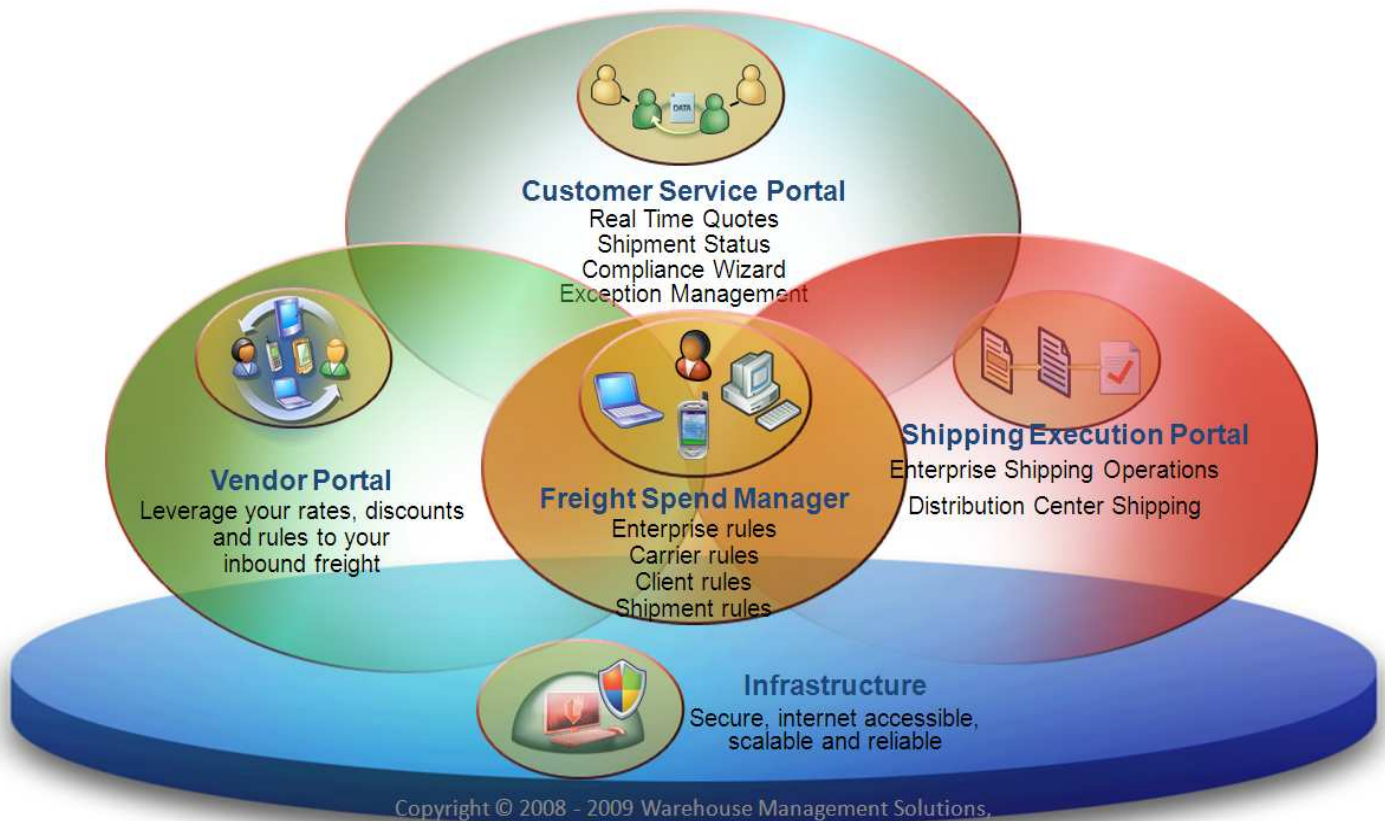 DATA
Customer Service Portal
Real Time Quotes
Shipment Status
Compliance Wizard
Exception Management
Vendor Portal
Leverage your rates, discounts
and rules to your
inbound freight
Freight Spend Manager
Enterprise rules
Carrier rules
Client rules
Shipment rules
Shipping Execution Portal
Enterprise Shipping Operations
Distribution Center Shipping
Infrastructure
Secure, internet accessible,
scalable and reliable
Copyright © 2008 - 2009 Warehouse Management Solutions,